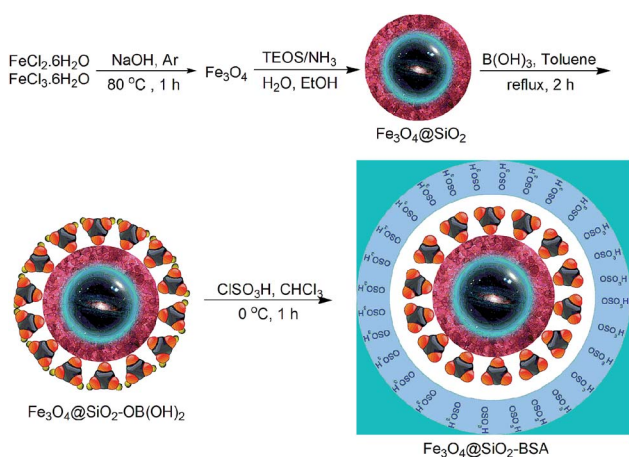 FeCl2.6H2O
FeCl3.6H2O
NaOH, Ar
80 °C , 1 h
Fe3O4
TEOS/NH3
H2O, EtOH
Fe3O4@SiO2
B(OH)3, Toluene
reflux, 2 h
Fe3O4@SiO2-OB(OH)2
ClSO3H, CHCl3
0 °C, 1 h
OSO3H
Fe3O4@SiO2-BSA